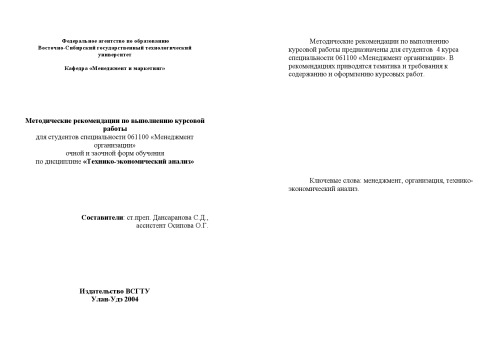 Федеральное агентство по образованию
Восточно-Сибирский государственный технологический
университет
Кафедра «Менеджмент и маркетинг»
Методические рекомендации по выполнению курсовой
работы
для студентов специальности 061100 «Менеджмент
организации»
очной и заочной форм обучения
по дисциплине «Технико-экономический анализ»
Составители: ст.преп. Дансаранова С.Д.,
ассистент Осипова О.Г.
Издательство ВСГТУ
Улан-Удэ 2004
Методические рекомендации по выполнению
курсовой работы предназначены для студентов 4 курса
специальности 061100 «Менеджмент организации». В
рекомендациях приводятся тематика и требования к
содержанию и оформлению курсовых работ.
Ключевые слова: менеджмент, организация, технико-
экономический анализ.